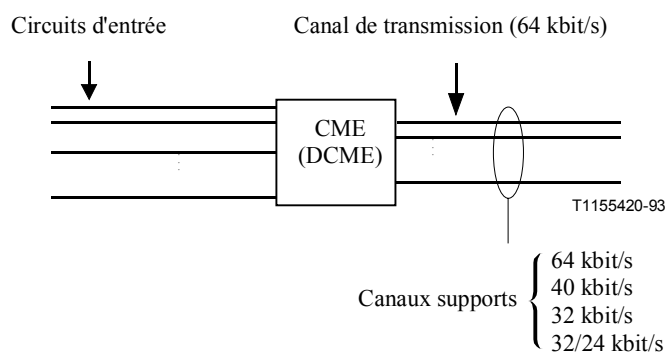 Circuits d'entrée
Canal de transmission (64 kbit/s)
CME
(DCME)
T1155420-93
Canaux supports
64 kbit/s
40 kbit/s
32 kbit/s
32/24 kbit/s